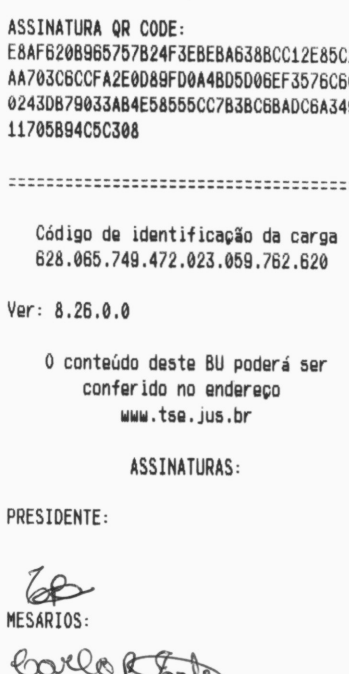 ASSINATURA QR CODE:
E8AF620B965757B24F3EBEBA638BCC12E85C
AA703C6CCFA2E0D89FD0A4BD5D06EF3576C6
0243DB79033AB4E58555CC7B3BC6BADC6A34
11705B94C5C308
====================================
Código de identificação da carga
628.065.749.472.023.059.762.620
Ver: 8.26.0.0
O conteúdo deste BU poderá ser
conferido no endereço
www.tse.jus.br
ASSINATURAS:
PRESIDENTE:
MESÁRIOS:
Carlo